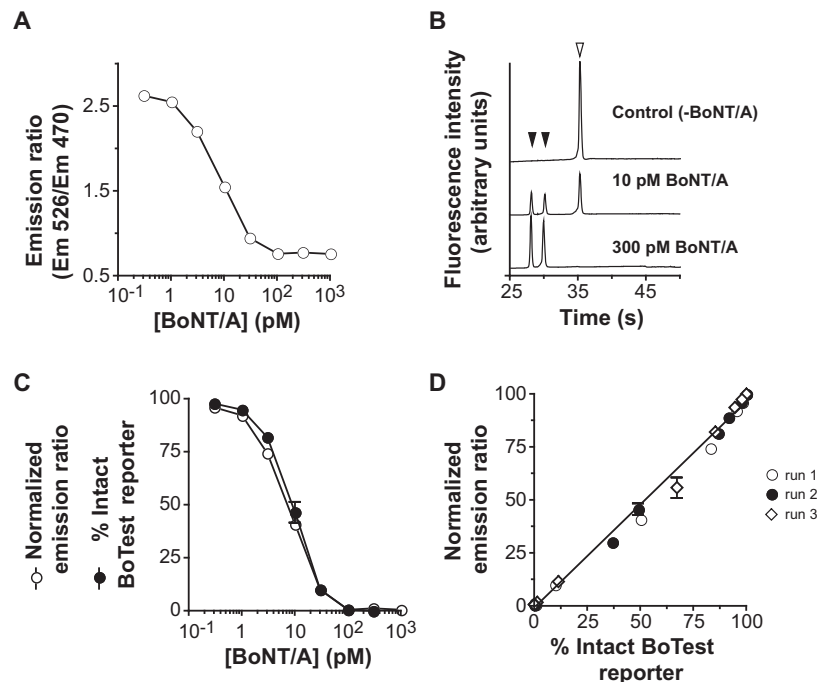 A
Emission ratio
(Em 526/Em 470)
2.5
1.5
0.5
10-1
1
10
10²
10³
[BoNT/A] (pM)
B
Fluorescence intensity
(arbitrary units)
Control (-BoNT/A)
10 pM BoNT/A
300 pM BoNT/A
25
35
45
Time (s)
C
Normalized
emission ratio
% Intact
BoTest reporter
100
75
50
25
0
10-1
1
10
10²
10³
[BoNT/A] (pM)
D
Normalized
emission ratio
100
75
50
25
0
0
25
50
75
100
% Intact BoTest
reporter
run 1
run 2
run 3